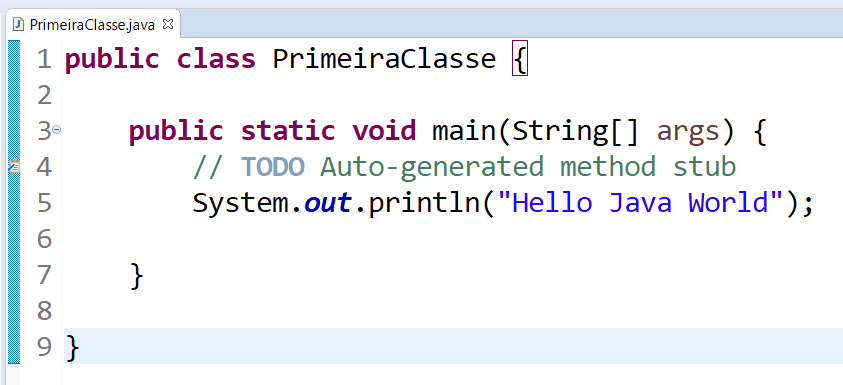 PrimeiraClasse.java
1 public class PrimeiraClasse {
2
3 public static void main(String[] args) {
4 // TODO Auto-generated method stub
5 System.out.println("Hello Java World");
6
7 }
8
9 }